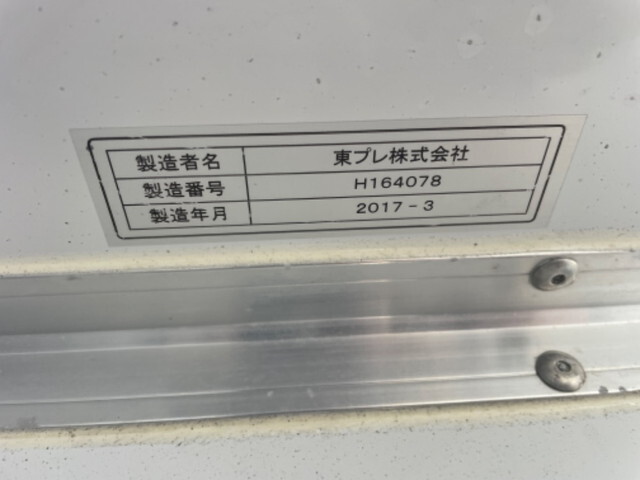 製造者名 東プレ株式会社
製造番号 H164078
製造年月 2017-3